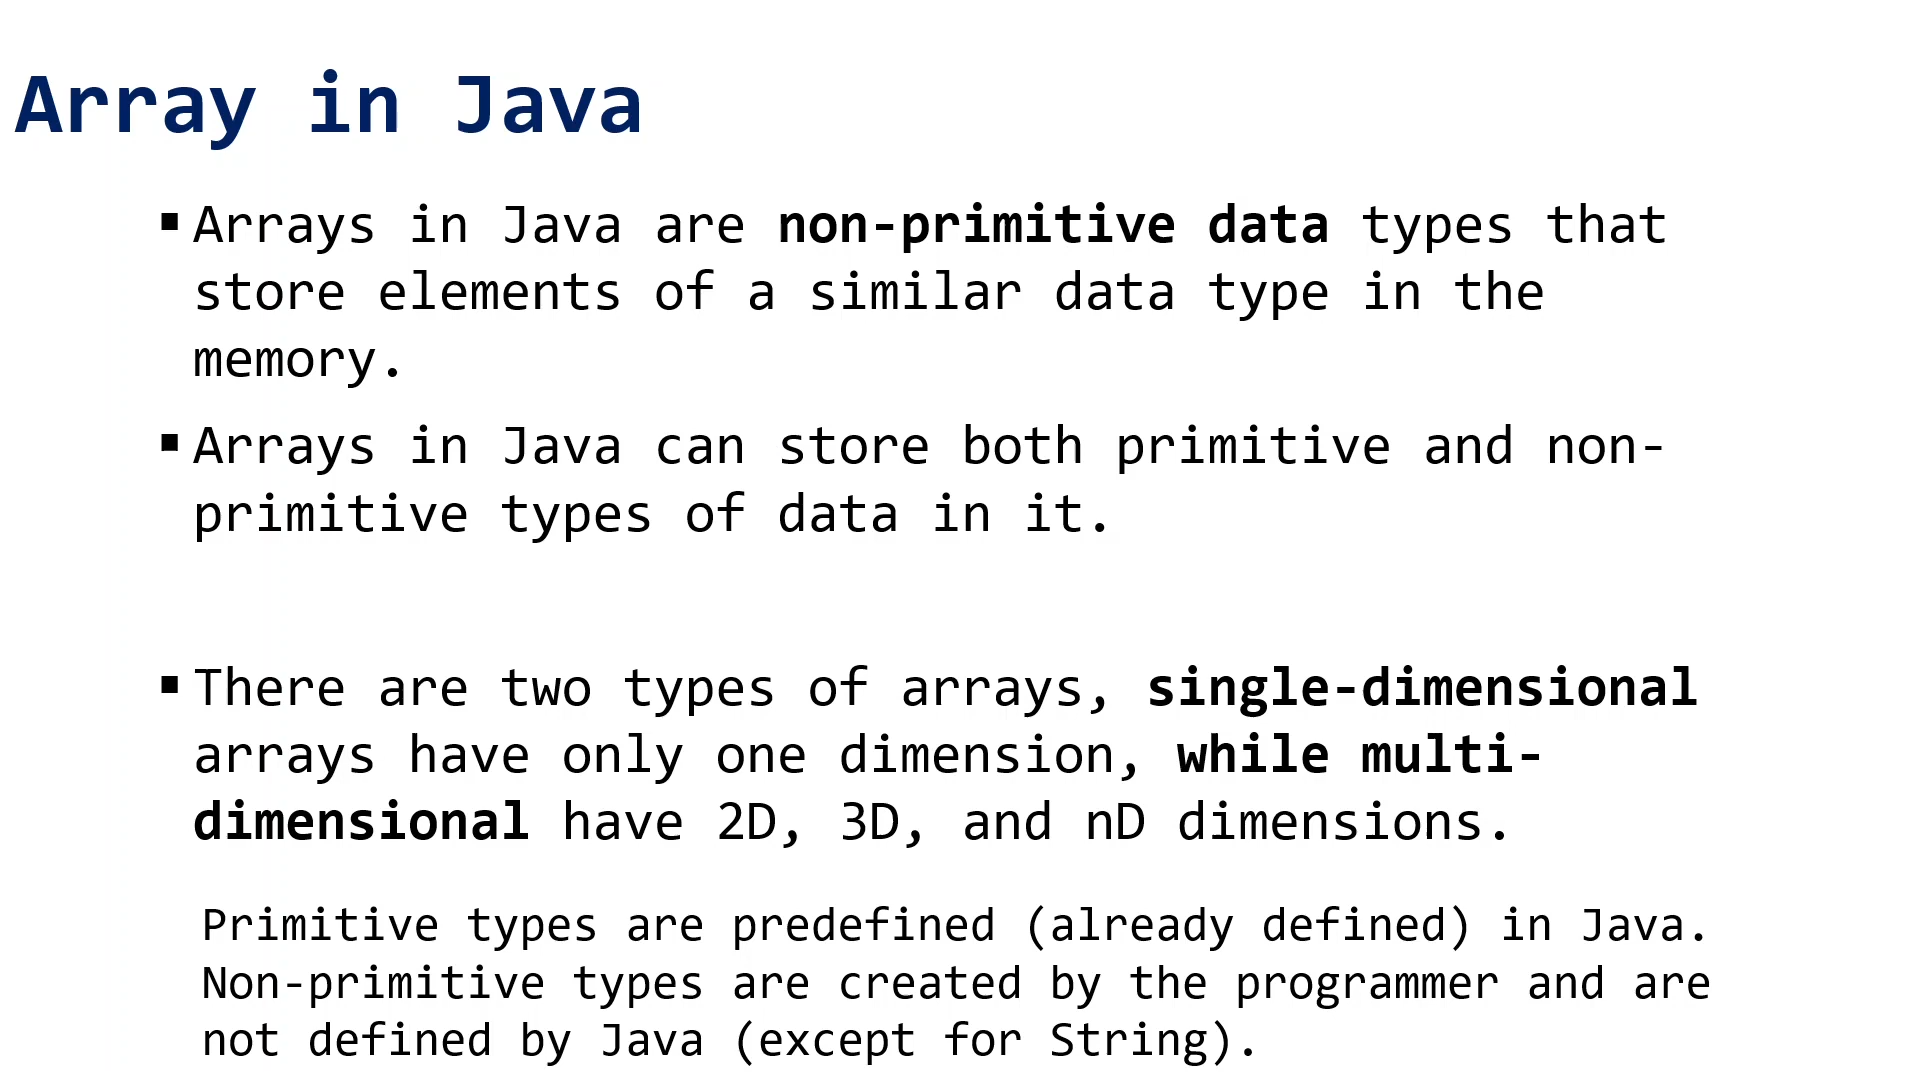 Array in Java
▪Arrays in Java are non-primitive data types that
store elements of a similar data type in the
memory.
▪Arrays in Java can store both primitive and non-
primitive types of data in it.
▪There are two types of arrays, single-dimensional
arrays have only one dimension, while multi-
dimensional have 2D, 3D, and nD dimensions.
Primitive types are predefined (already defined) in Java.
Non-primitive types are created by the programmer and are
not defined by Java (except for String).